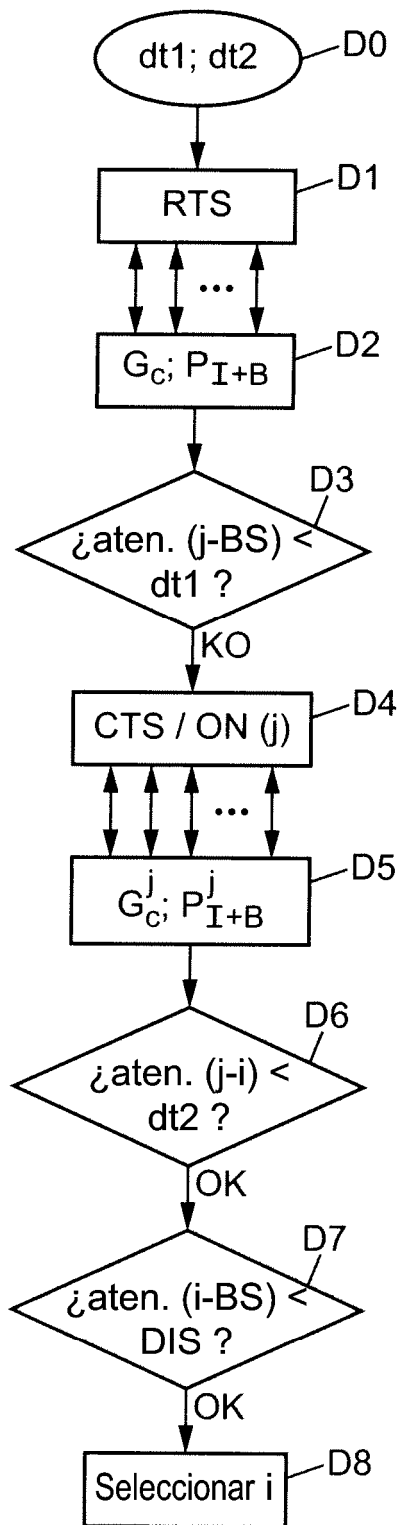 dt1; dt2
D0
RTS
D1
...
G_C; P_I+B
D2
¿aten. (j-BS) <
dt1 ?
D3
KO
CTS / ON (j)
D4
...
G_C^j; P_I+B^j
D5
¿aten. (j-i) <
dt2 ?
D6
OK
¿aten. (i-BS) <
DIS ?
D7
OK
Seleccionar i
D8